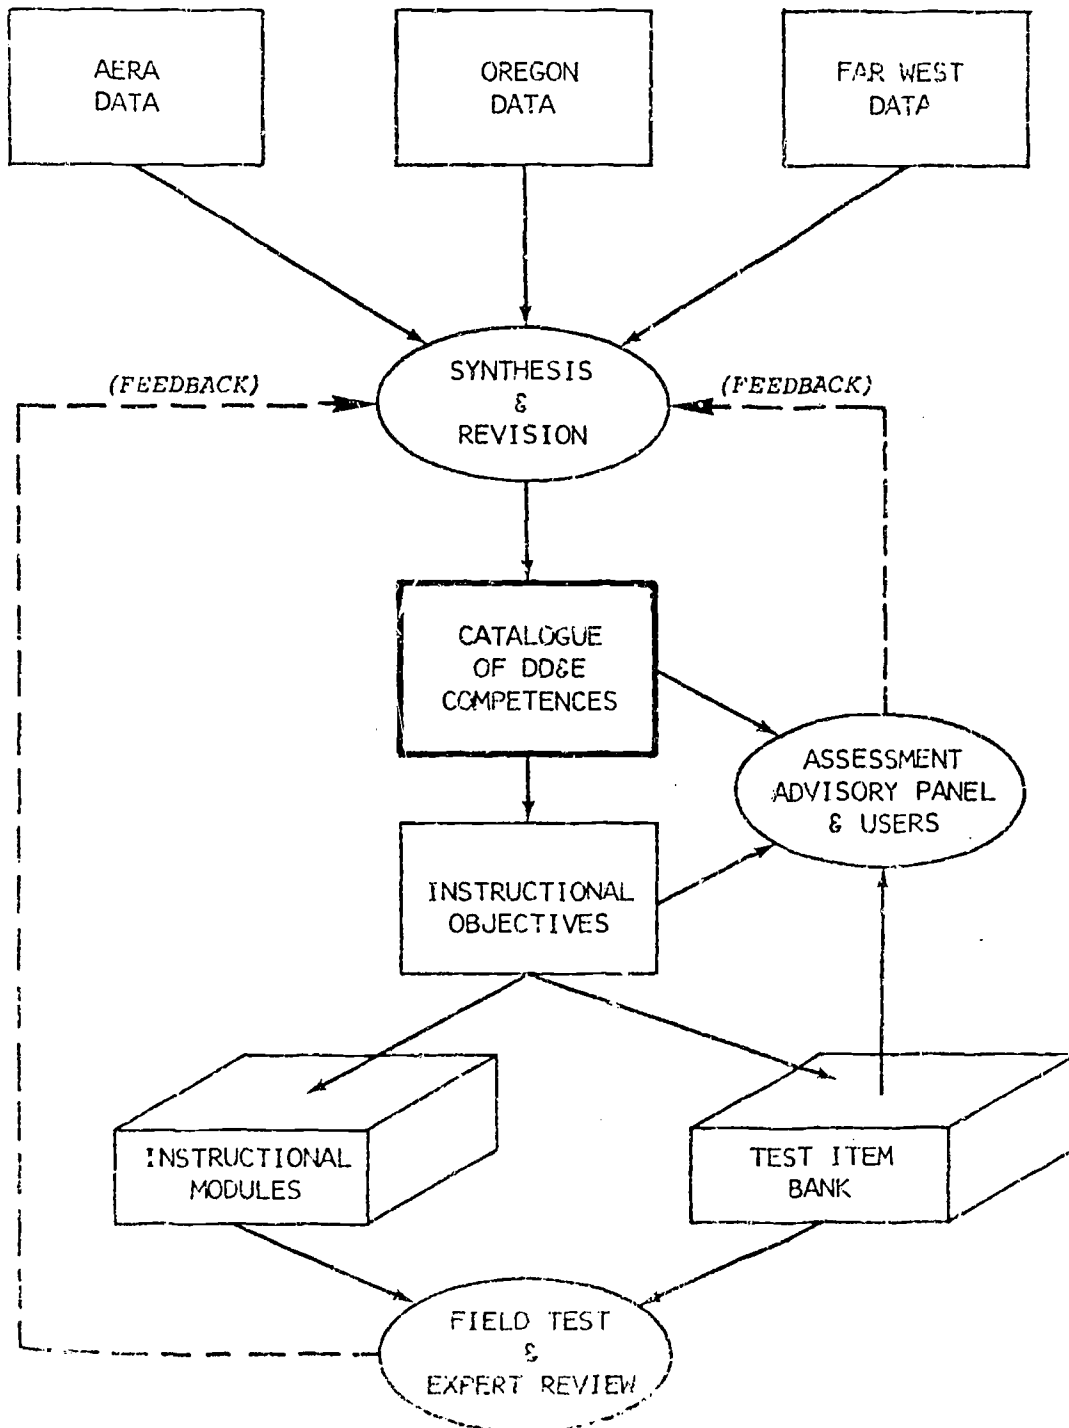 AERA
DATA
OREGON
DATA
FAR WEST
DATA
(FEEDBACK)
SYNTHESIS
&
REVISION
(FEEDBACK)
CATALOGUE
OF DD&E
COMPETENCES
ASSESSMENT
ADVISORY PANEL
& USERS
INSTRUCTIONAL
OBJECTIVES
INSTRUCTIONAL
MODULES
TEST ITEM
BANK
FIELD TEST
&
EXPERT REVIEW